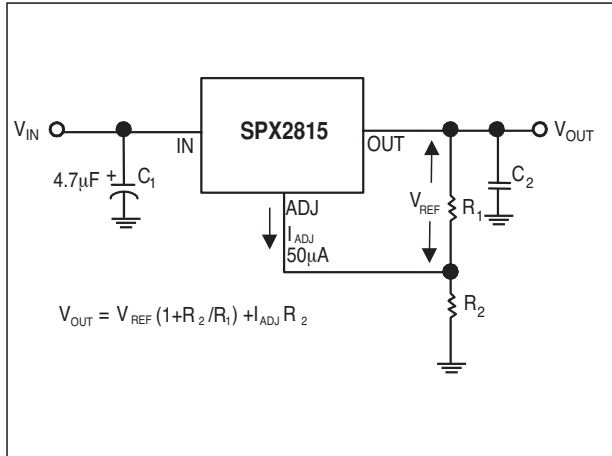 SPX2815
V_IN
IN
OUT
V_OUT
4.7µF + C_1
ADJ
I_ADJ
50µA
V_REF
R_1
C_2
R_2
V_OUT = V_REF (1+R_2/R_1) +I_ADJ R_2